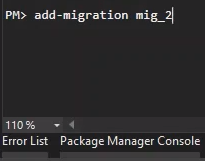 PM> add-migration mig_2
110 %
Error List Package Manager Console